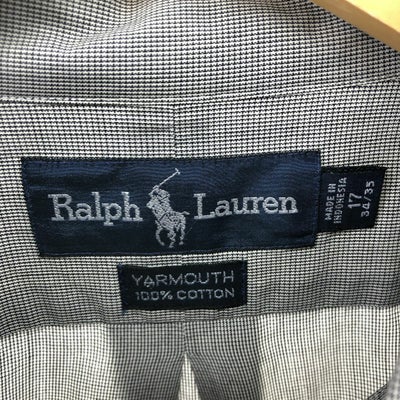 Ralph Lauren
MADE IN
INDONESIA
17
34/35
YARMOUTH
100% COTTON